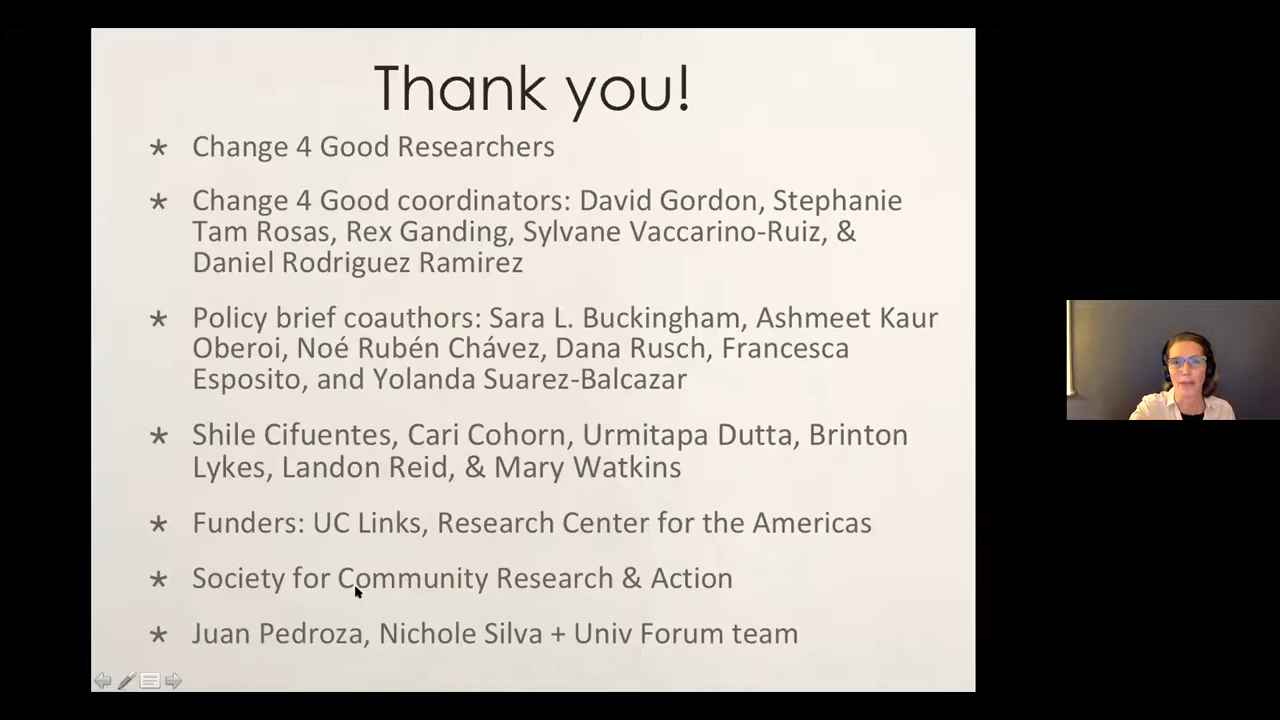 Thank you!
* Change 4 Good Researchers
* Change 4 Good coordinators: David Gordon, Stephanie
Tam Rosas, Rex Ganding, Sylvane Vaccarino-Ruiz, &
Daniel Rodriguez Ramirez
* Policy brief coauthors: Sara L. Buckingham, Ashmeet Kaur
Oberoi, Noé Rubén Chávez, Dana Rusch, Francesca
Esposito, and Yolanda Suarez-Balcazar
* Shile Cifuentes, Cari Cohorn, Urmitapa Dutta, Brinton
Lykes, Landon Reid, & Mary Watkins
* Funders: UC Links, Research Center for the Americas
* Society for Community Research & Action
* Juan Pedroza, Nichole Silva + Univ Forum team